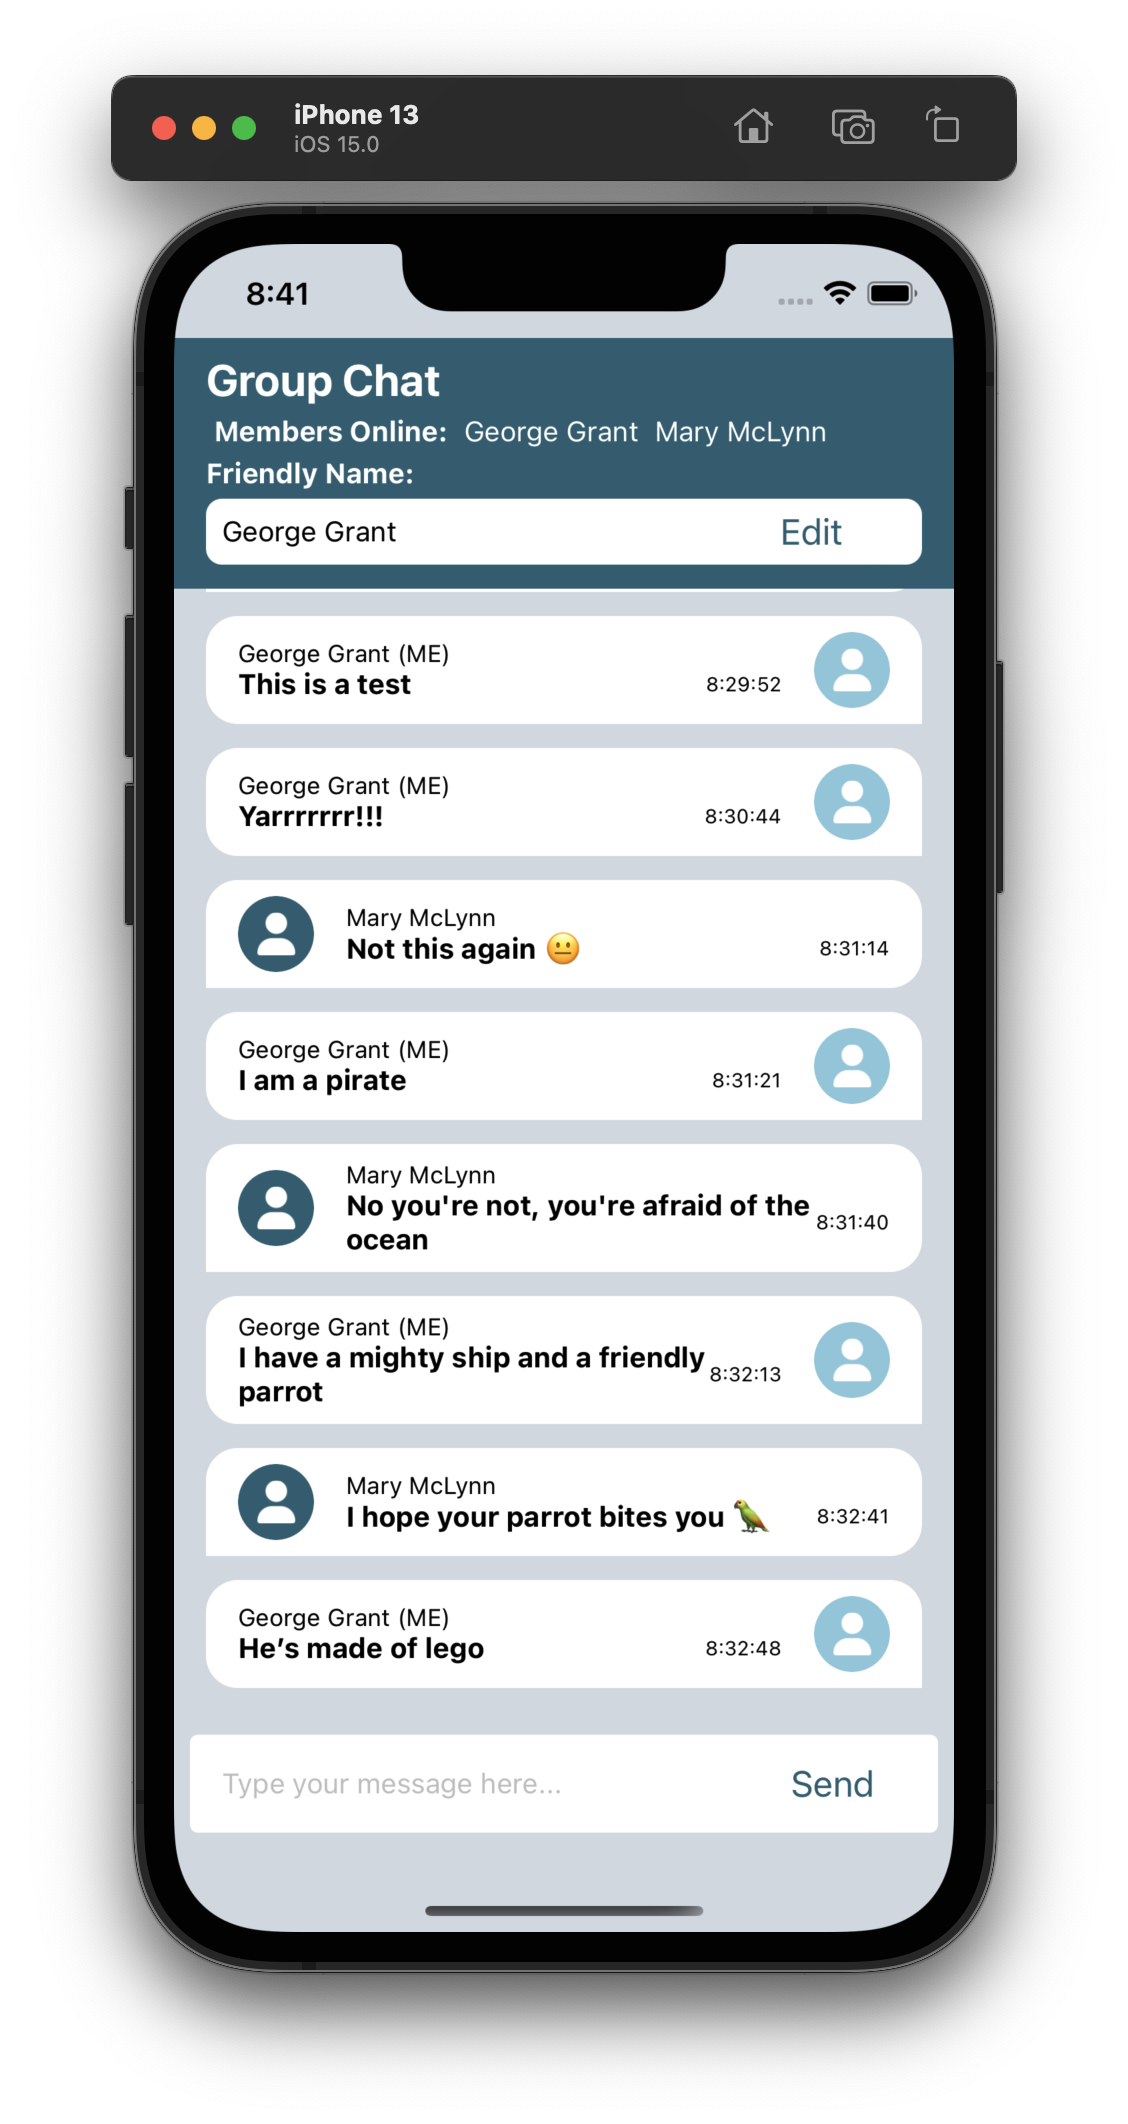 iPhone 13
iOS 15.0
8:41
Group Chat
Members Online: George Grant Mary McLynn
Friendly Name:
George Grant Edit
George Grant (ME)
This is a test 8:29:52
George Grant (ME)
Yarrrrrrr!!! 8:30:44
Mary McLynn
Not this again 😐 8:31:14
George Grant (ME)
I am a pirate 8:31:21
Mary McLynn
No you're not, you're afraid of the
ocean 8:31:40
George Grant (ME)
I have a mighty ship and a friendly
parrot 8:32:13
Mary McLynn
I hope your parrot bites you 🦜 8:32:41
George Grant (ME)
He’s made of lego 8:32:48
Type your message here... Send